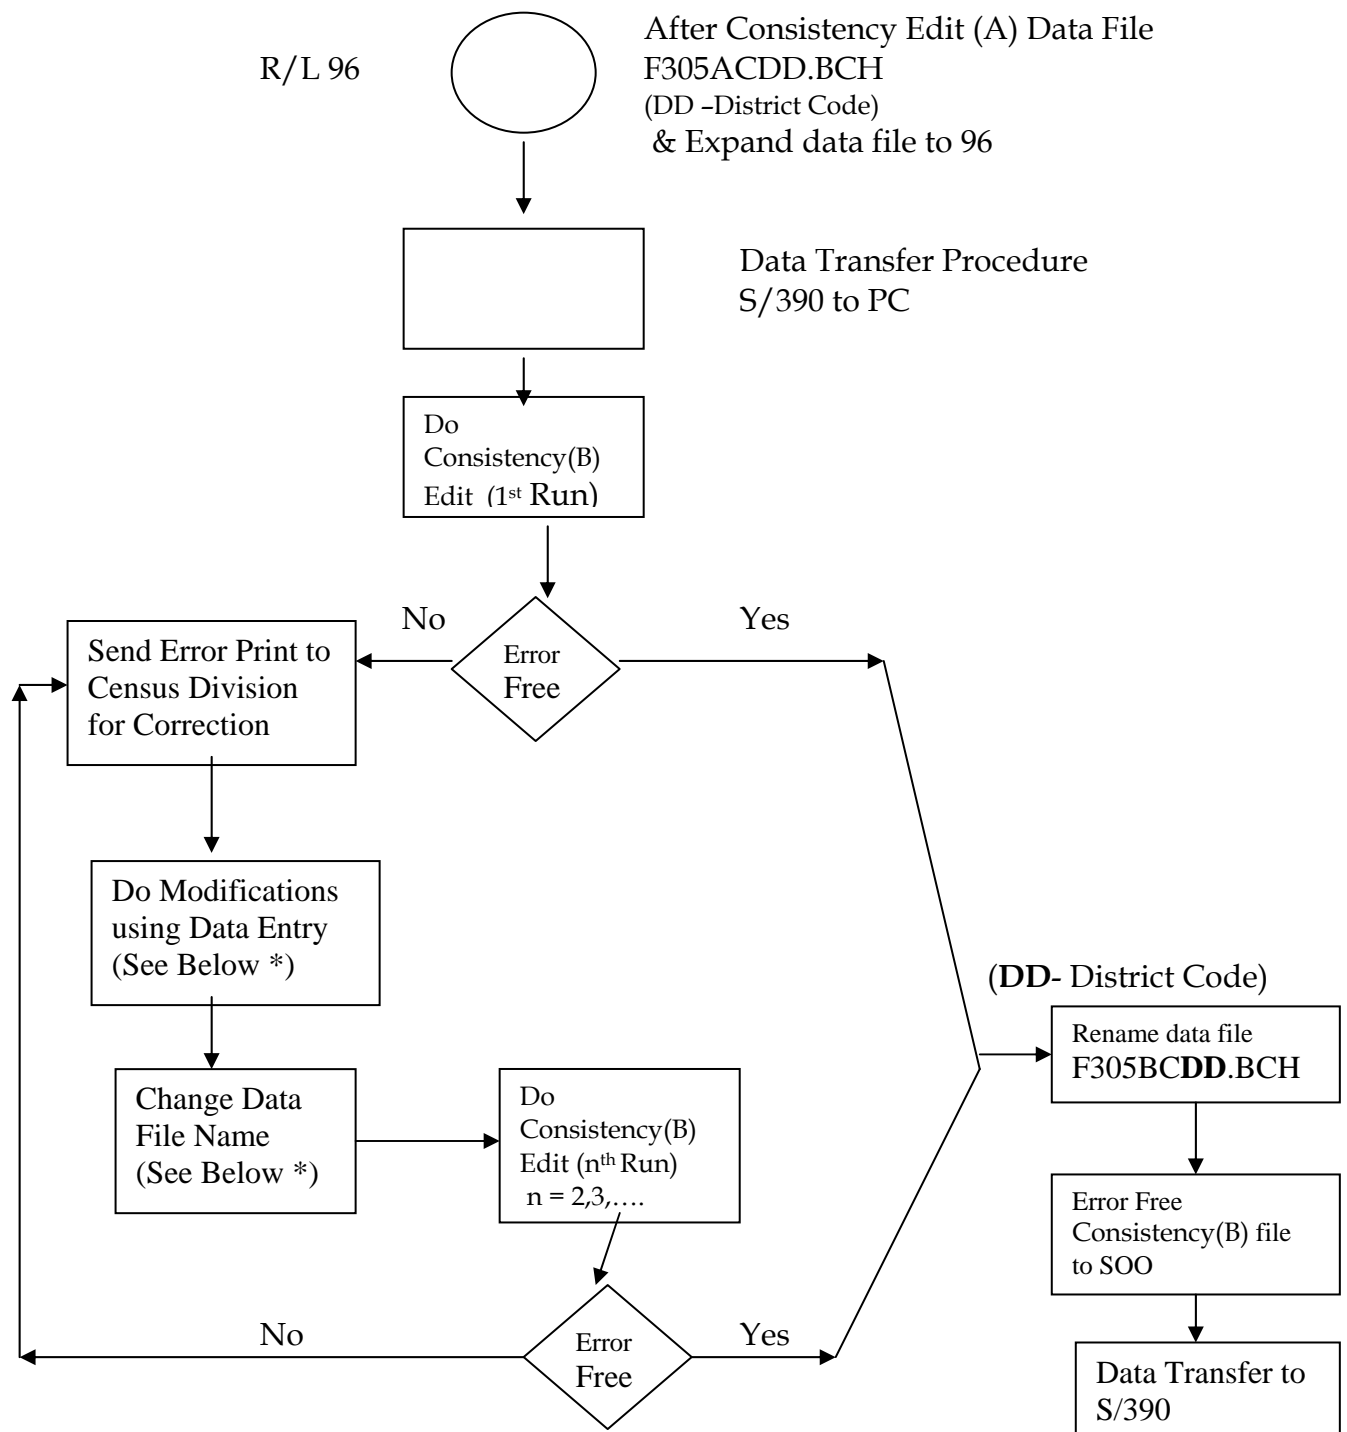 After Consistency Edit (A) Data File
R/L 96
F305ACDD.BCH
(DD –District Code)
& Expand data file to 96
Data Transfer Procedure
S/390 to PC
Do
Consistency(B)
Edit (1st Run)
No
Yes
Error
Free
Send Error Print to
Census Division
for Correction
Do Modifications
using Data Entry
(See Below *)
Change Data
File Name
(See Below *)
Do
Consistency(B)
Edit (nth Run)
n = 2,3,….
No
Yes
Error
Free
(DD- District Code)
Rename data file
F305BCDD.BCH
Error Free
Consistency(B) file
to SOO
Data Transfer to
S/390